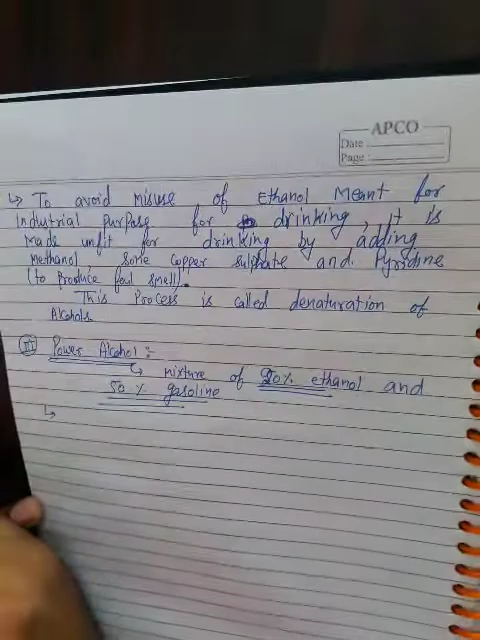 APCO
Date:
Page:
↳ To avoid misuse of Ethanol Meant for
Industrial Purpose for drinking, it is
Made unfit for drinking by adding
methanol some copper sulphate and Pyridine
(to Produce foul smell).
This Process is called denaturation of
Alcohols
II Power Alcohol:
↳ mixture of 20% ethanol and
50 % gasoline
↳